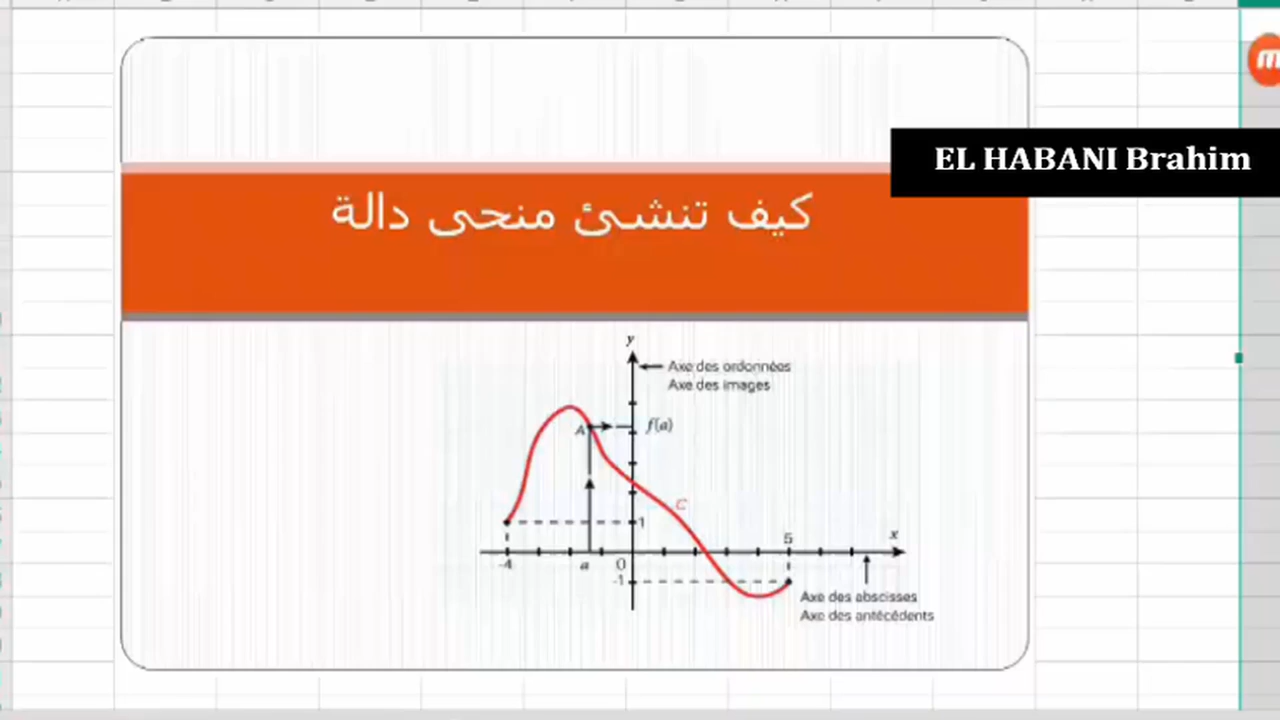 EL HABANI Brahim
كيف تنشئ منحى دالة
y
Axe des ordonnées
Axe des images
A
f(a)
C
1
5
x
-4
a
0
-1
Axe des abscisses
Axe des antécédents
m